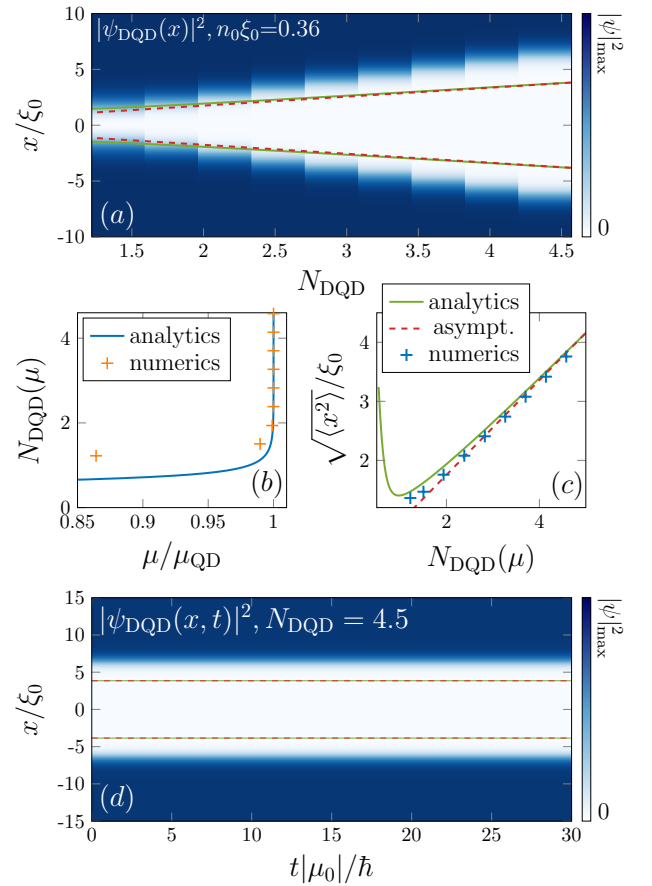 |ψ_DQD(x)|², n₀ξ₀=0.36
(a)
x/ξ₀
10
5
0
-5
-10
1.5 2 2.5 3 3.5 4 4.5
N_DQD
|ψ|²_max
0
analytics
numerics
(b)
N_DQD(μ)
4
2
0
0.85 0.9 0.95 1
μ/μ_QD
analytics
asympt.
numerics
(c)
√⟨x²⟩/ξ₀
4
3
2
2 4
N_DQD(μ)
|ψ_DQD(x, t)|², N_DQD = 4.5
(d)
x/ξ₀
15
10
5
0
-5
-10
-15
0 5 10 15 20 25 30
t|μ₀|/ħ
|ψ|²_max
0